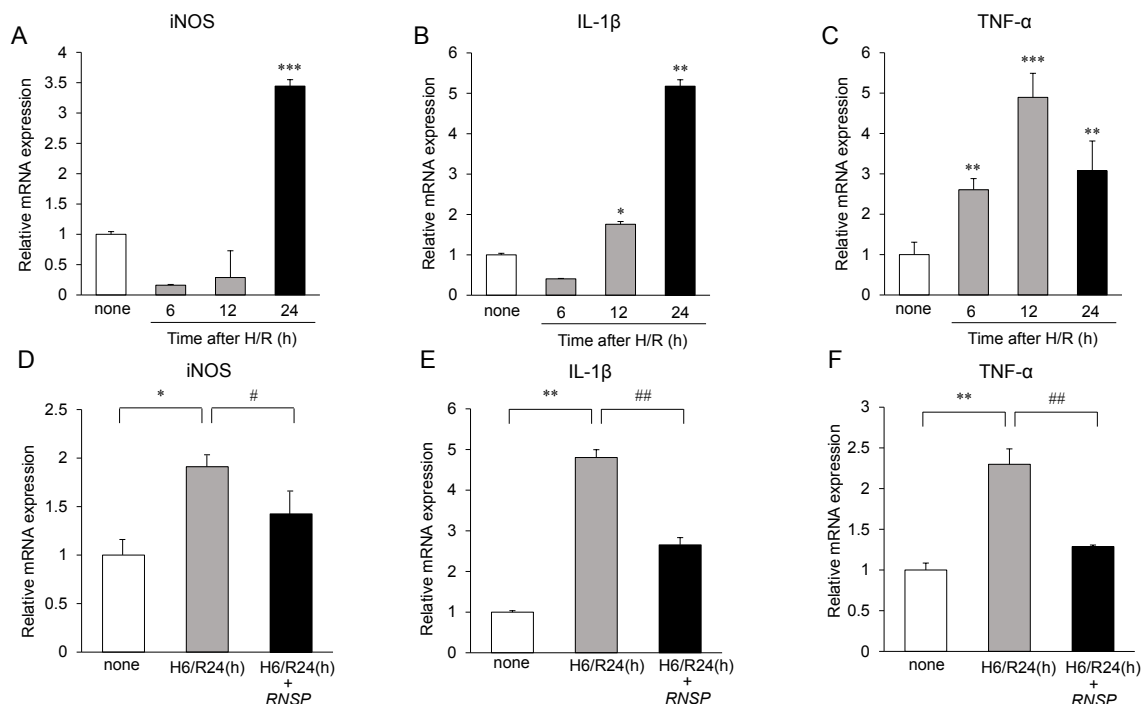 A
iNOS
Relative mRNA expression
4
3.5
3
2.5
2
1.5
1
0.5
0
***
none
6
12
24
Time after H/R (h)
B
IL-1β
Relative mRNA expression
6
5
4
3
2
1
0
*
**
none
6
12
24
Time after H/R (h)
C
TNF-α
Relative mRNA expression
6
5
4
3
2
1
0
**
***
**
none
6
12
24
Time after H/R (h)
D
iNOS
Relative mRNA expression
2.5
2
1.5
1
0.5
0
*
#
none
H6/R24(h)
H6/R24(h)
+
RNSP
E
IL-1β
Relative mRNA expression
6
5
4
3
2
1
0
**
##
none
H6/R24(h)
H6/R24(h)
+
RNSP
F
TNF-α
Relative mRNA expression
3
2.5
2
1.5
1
0.5
0
**
##
none
H6/R24(h)
H6/R24(h)
+
RNSP